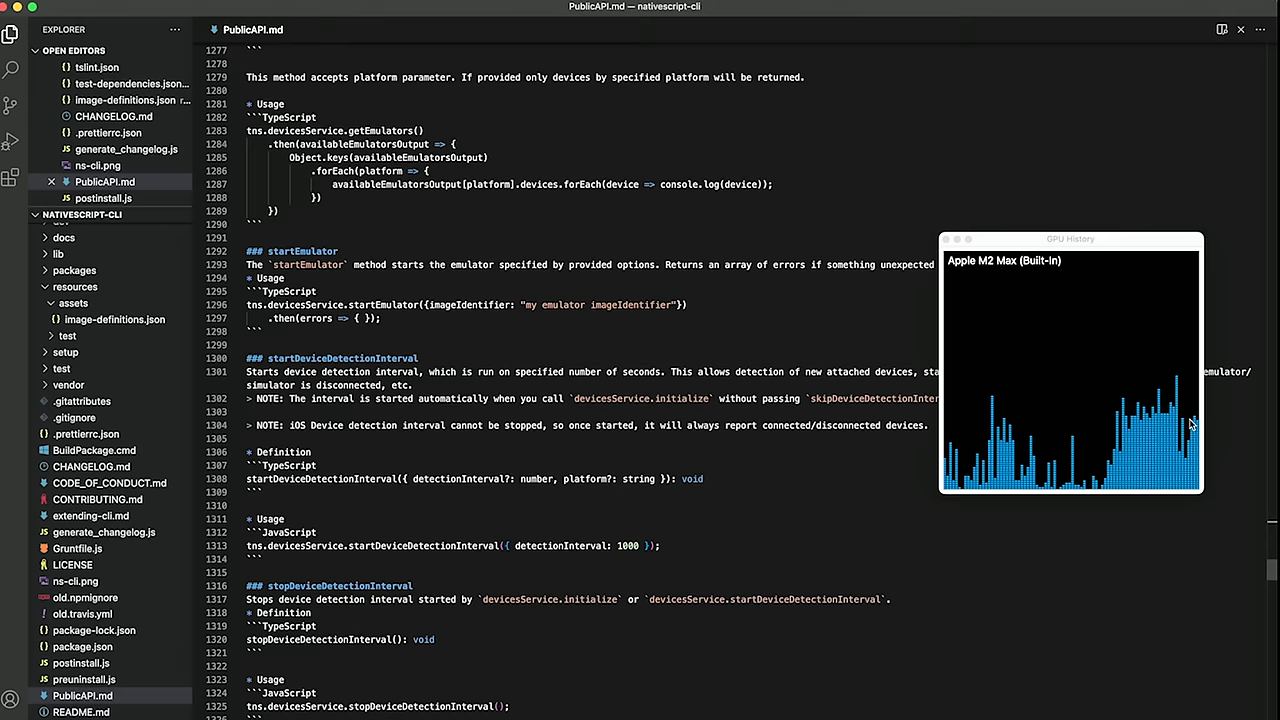 PublicAPI.md — nativescript-cli
EXPLORER
OPEN EDITORS
tslint.json
test-dependencies.json...
image-definitions.json r...
CHANGELOG.md
.prettierrc.json
generate_changelog.js
ns-cli.png
PublicAPI.md
postinstall.js
NATIVESCRIPT-CLI
docs
lib
packages
resources
assets
image-definitions.json
test
setup
test
vendor
.gitattributes
.gitignore
.prettierrc.json
BuildPackage.cmd
CHANGELOG.md
CODE_OF_CONDUCT.md
CONTRIBUTING.md
extending-cli.md
generate_changelog.js
Gruntfile.js
LICENSE
ns-cli.png
old.npmignore
old.travis.yml
package-lock.json
package.json
postinstall.js
preuninstall.js
PublicAPI.md
README.md
PublicAPI.md
1277 ```
1278
1279 This method accepts platform parameter. If provided only devices by specified platform will be returned.
1280
1281 * Usage
1282 ```TypeScript
1283 tns.devicesService.getEmulators()
1284 .then(availableEmulatorsOutput => {
1285 Object.keys(availableEmulatorsOutput)
1286 .forEach(platform => {
1287 availableEmulatorsOutput[platform].devices.forEach(device => console.log(device));
1288 })
1289 })
1290 ```
1291
1292 ### startEmulator
1293 The `startEmulator` method starts the emulator specified by provided options. Returns an array of errors if something unexpected
1294 * Usage
1295 ```TypeScript
1296 tns.devicesService.startEmulator({imageIdentifier: "my emulator imageIdentifier"})
1297 .then(errors => { });
1298 ```
1299
1300 ### startDeviceDetectionInterval
1301 Starts device detection interval, which is run on specified number of seconds. This allows detection of new attached devices, sta emulator/
simulator is disconnected, etc.
1302 > NOTE: The interval is started automatically when you call `devicesService.initialize` without passing `skipDeviceDetectionInter
1303
1304 > NOTE: iOS Device detection interval cannot be stopped, so once started, it will always report connected/disconnected devices.
1305
1306 * Definition
1307 ```TypeScript
1308 startDeviceDetectionInterval({ detectionInterval?: number, platform?: string }): void
1309 ```
1310
1311 * Usage
1312 ```JavaScript
1313 tns.devicesService.startDeviceDetectionInterval({ detectionInterval: 1000 });
1314 ```
1315
1316 ### stopDeviceDetectionInterval
1317 Stops device detection interval started by `devicesService.initialize` or `devicesService.startDeviceDetectionInterval`.
1318 * Definition
1319 ```TypeScript
1320 stopDeviceDetectionInterval(): void
1321 ```
1322
1323 * Usage
1324 ```JavaScript
1325 tns.devicesService.stopDeviceDetectionInterval();
1326 ```
GPU History
Apple M2 Max (Built-In)